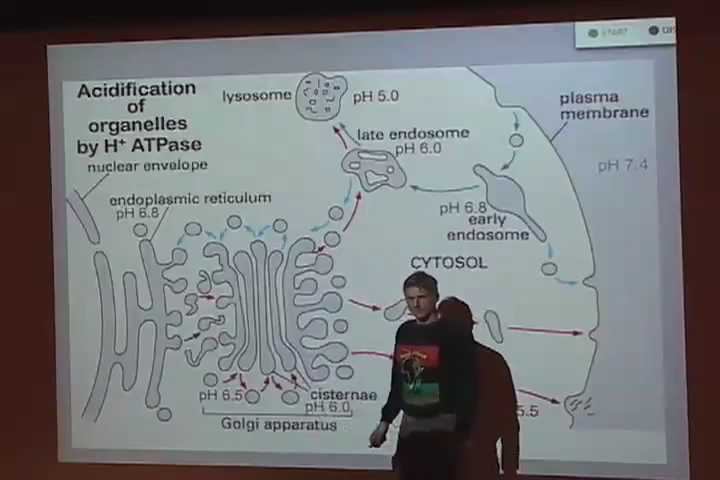 START
Acidification
of
organelles
by H⁺ ATPase
nuclear envelope
endoplasmic reticulum
pH 6.8
lysosome
pH 5.0
late endosome
pH 6.0
plasma
membrane
pH 7.4
pH 6.8
early
endosome
CYTOSOL
pH 6.5
cisternae
pH 6.0
Golgi apparatus
5.5